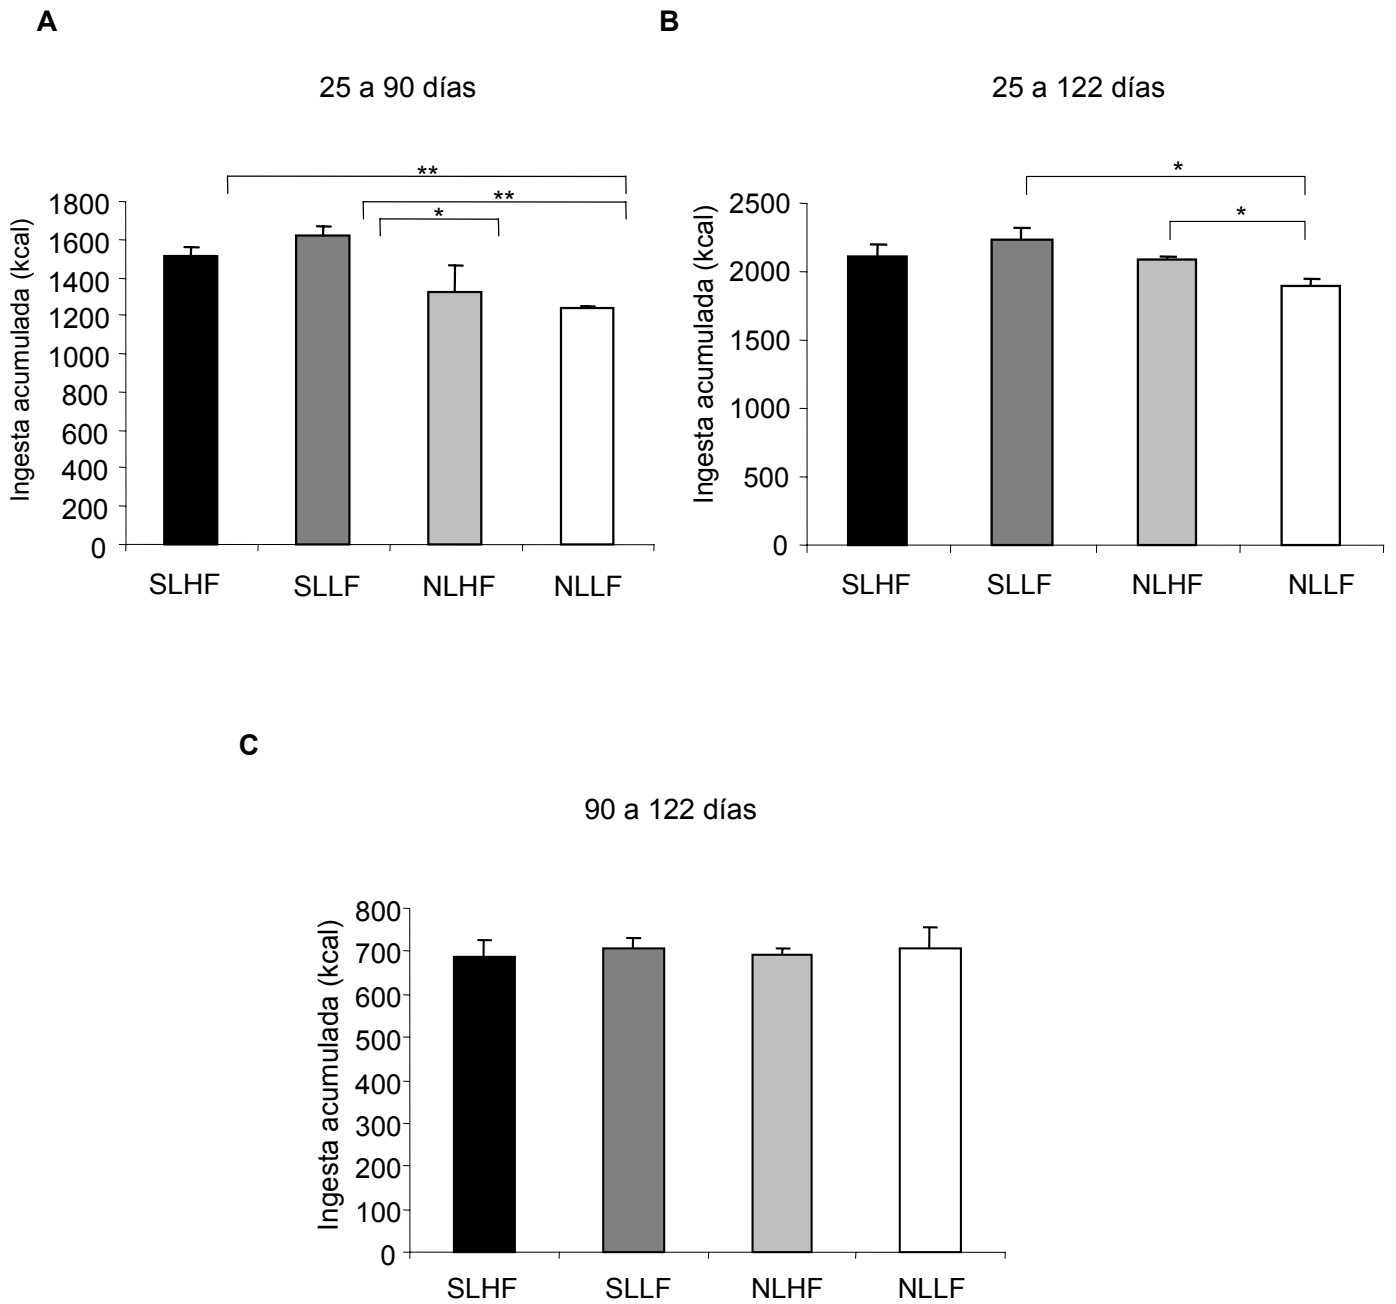 A
25 a 90 días
**
**
*
Ingesta acumulada (kcal)
1800
1600
1400
1200
1000
800
600
400
200
0
SLHF SLLF NLHF NLLF
B
25 a 122 días
*
*
Ingesta acumulada (kcal)
2500
2000
1500
1000
500
0
SLHF SLLF NLHF NLLF
C
90 a 122 días
Ingesta acumulada (kcal)
800
700
600
500
400
300
200
100
0
SLHF SLLF NLHF NLLF